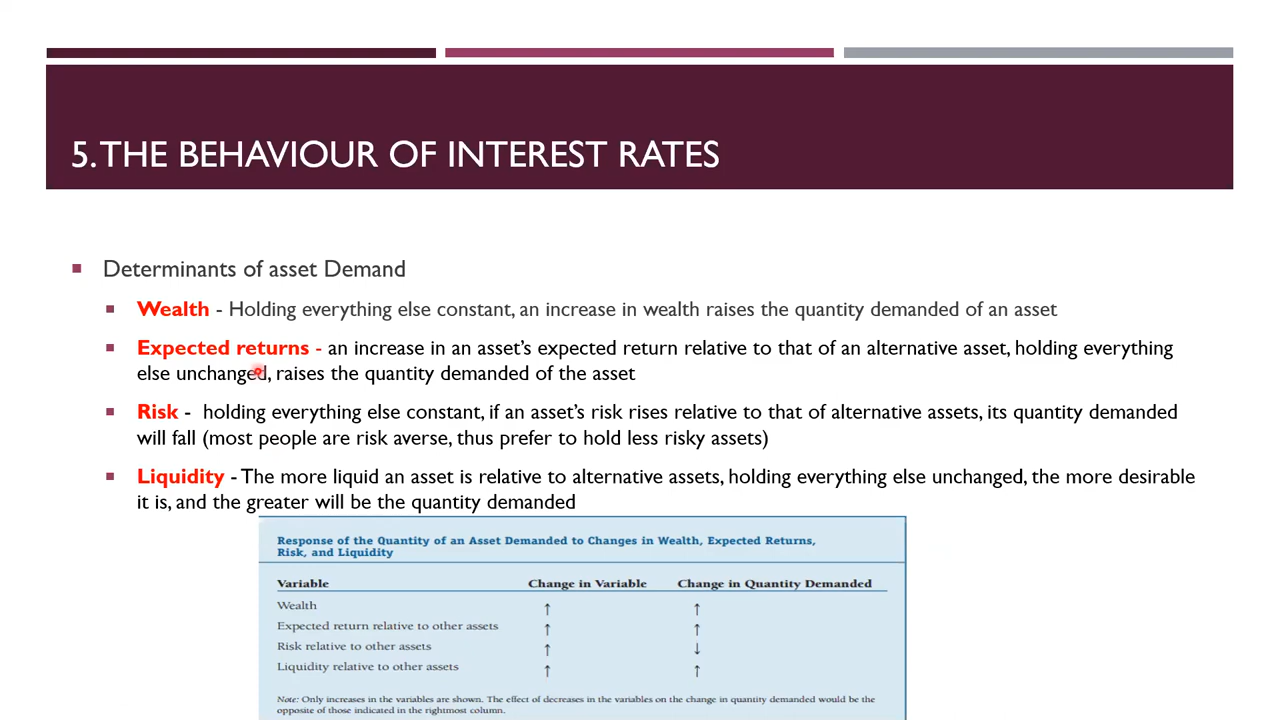 5. THE BEHAVIOUR OF INTEREST RATES
Determinants of asset Demand
Wealth - Holding everything else constant, an increase in wealth raises the quantity demanded of an asset
Expected returns - an increase in an asset's expected return relative to that of an alternative asset, holding everything
else unchanged, raises the quantity demanded of the asset
Risk - holding everything else constant, if an asset's risk rises relative to that of alternative assets, its quantity demanded
will fall (most people are risk averse, thus prefer to hold less risky assets)
Liquidity - The more liquid an asset is relative to alternative assets, holding everything else unchanged, the more desirable
it is, and the greater will be the quantity demanded
Response of the Quantity of an Asset Demanded to Changes in Wealth, Expected Returns,
Risk, and Liquidity
Variable Change in Variable Change in Quantity Demanded
Wealth ↑ ↑
Expected return relative to other assets ↑ ↑
Risk relative to other assets ↑ ↓
Liquidity relative to other assets ↑ ↑
Note: Only increases in the variables are shown. The effect of decreases in the variables on the change in quantity demanded would be the
opposite of those indicated in the rightmost column.